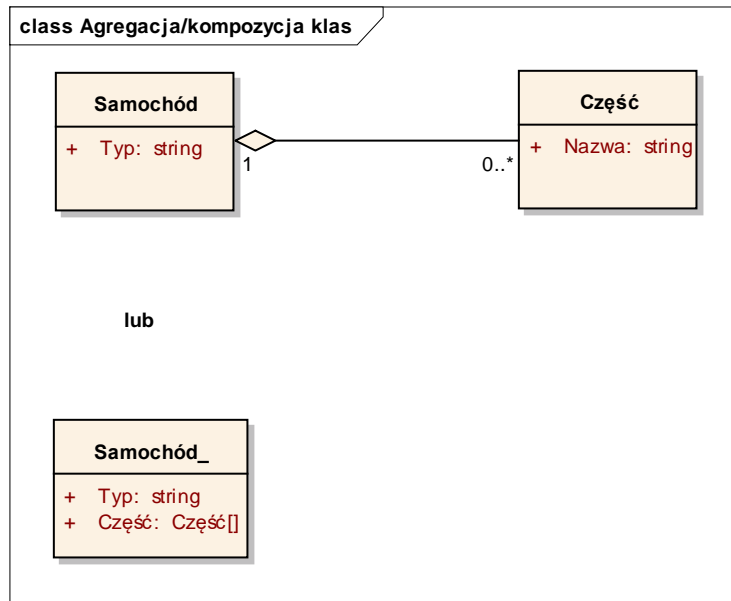 class Agregacja/kompozycja klas
Samochód
+ Typ: string
1
0..*
Część
+ Nazwa: string
lub
Samochód_
+ Typ: string
+ Część: Część[]